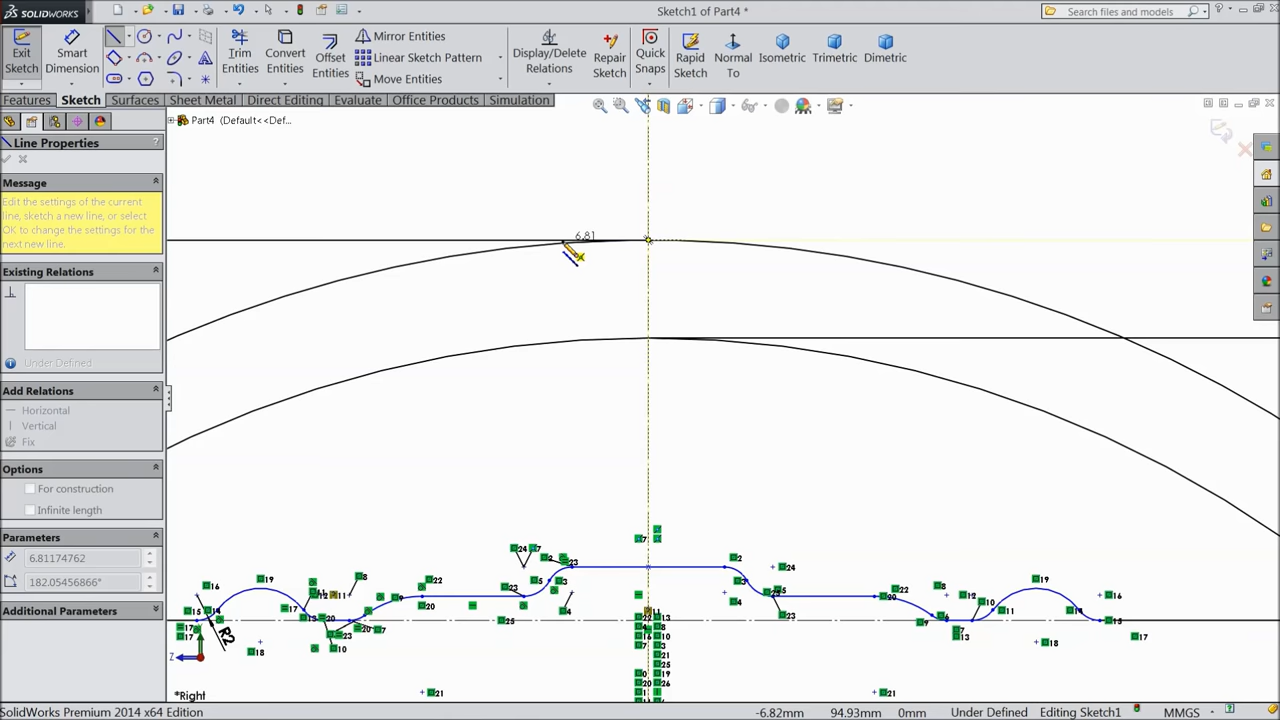 SOLIDWORKS
Sketch1 of Part4 *
Search files and models
Exit Sketch
Smart Dimension
Trim Entities
Convert Entities
Offset Entities
Mirror Entities
Linear Sketch Pattern
Move Entities
Display/Delete Relations
Repair Sketch
Quick Snaps
Rapid Sketch
Normal To
Isometric
Trimetric
Dimetric
Features
Sketch
Surfaces
Sheet Metal
Direct Editing
Evaluate
Office Products
Simulation
Part4 (Default<<Def...
Line Properties
Message
Edit the settings of the current
line, sketch a new line, or select
OK to change the settings for the
next new line.
Existing Relations
Under Defined
Add Relations
Horizontal
Vertical
Fix
Options
For construction
Infinite length
Parameters
6.81174762
182.05456866°
Additional Parameters
6.81
R2
Z
*Right
SolidWorks Premium 2014 x64 Edition
-6.82mm
94.93mm
0mm
Under Defined
Editing Sketch1
MMGS